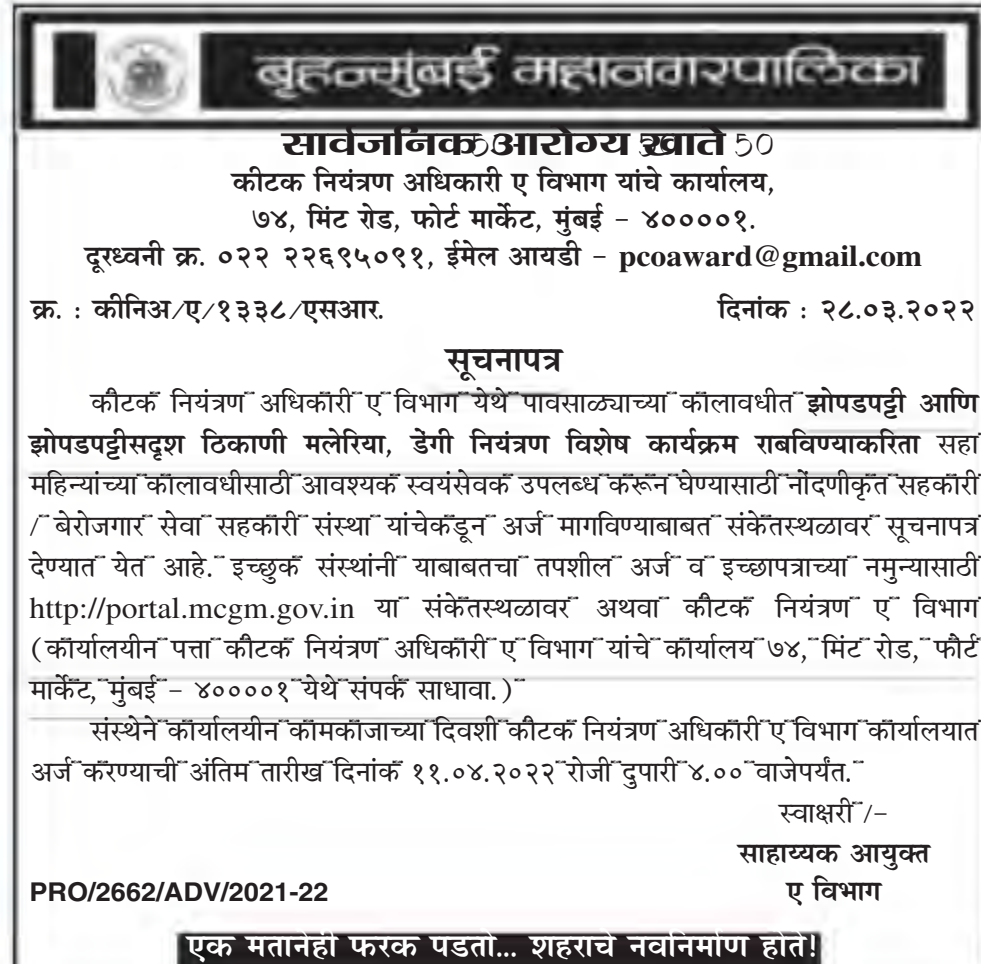 बृहन्मुंबई महानगरपालिका
सार्वजनिक आरोग्य खाते 50
कीटक नियंत्रण अधिकारी ए विभाग यांचे कार्यालय,
७४, मिंट रोड, फोर्ट मार्केट, मुंबई – ४००००१.
दूरध्वनी क्र. ०२२ २२६९५०९१, ईमेल आयडी – pcoaward@gmail.com
क्र. : कीनिअ/ए/१३३८/एसआर. दिनांक : २८.०३.२०२२
सूचनापत्र
कीटक नियंत्रण अधिकारी ए विभाग येथे पावसाळ्याच्या कालावधीत झोपडपट्टी आणि
झोपडपट्टीसदृश ठिकाणी मलेरिया, डेंगी नियंत्रण विशेष कार्यक्रम राबविण्याकरिता सहा
महिन्यांच्या कालावधीसाठी आवश्यक स्वयंसेवक उपलब्ध करून घेण्यासाठी नोंदणीकृत सहकारी
/ बेरोजगार सेवा सहकारी संस्था यांचेकडून अर्ज मागविण्याबाबत संकेतस्थळावर सूचनापत्र
देण्यात येत आहे. इच्छुक संस्थांनी याबाबतचा तपशील अर्ज व इच्छापत्राच्या नमुन्यासाठी
http://portal.mcgm.gov.in या संकेतस्थळावर अथवा कीटक नियंत्रण ए विभाग
(कार्यालयीन पत्ता कीटक नियंत्रण अधिकारी ए विभाग यांचे कार्यालय ७४, मिंट रोड, फोर्ट
मार्केट, मुंबई – ४००००१ येथे संपर्क साधावा.)
संस्थेने कार्यालयीन कामकाजाच्या दिवशी कीटक नियंत्रण अधिकारी ए विभाग कार्यालयात
अर्ज करण्याची अंतिम तारीख दिनांक ११.०४.२०२२ रोजी दुपारी ४.०० वाजेपर्यंत.
स्वाक्षरी /–
साहाय्यक आयुक्त
PRO/2662/ADV/2021-22 ए विभाग
एक मतानेही फरक पडतो... शहराचे नवनिर्माण होते!